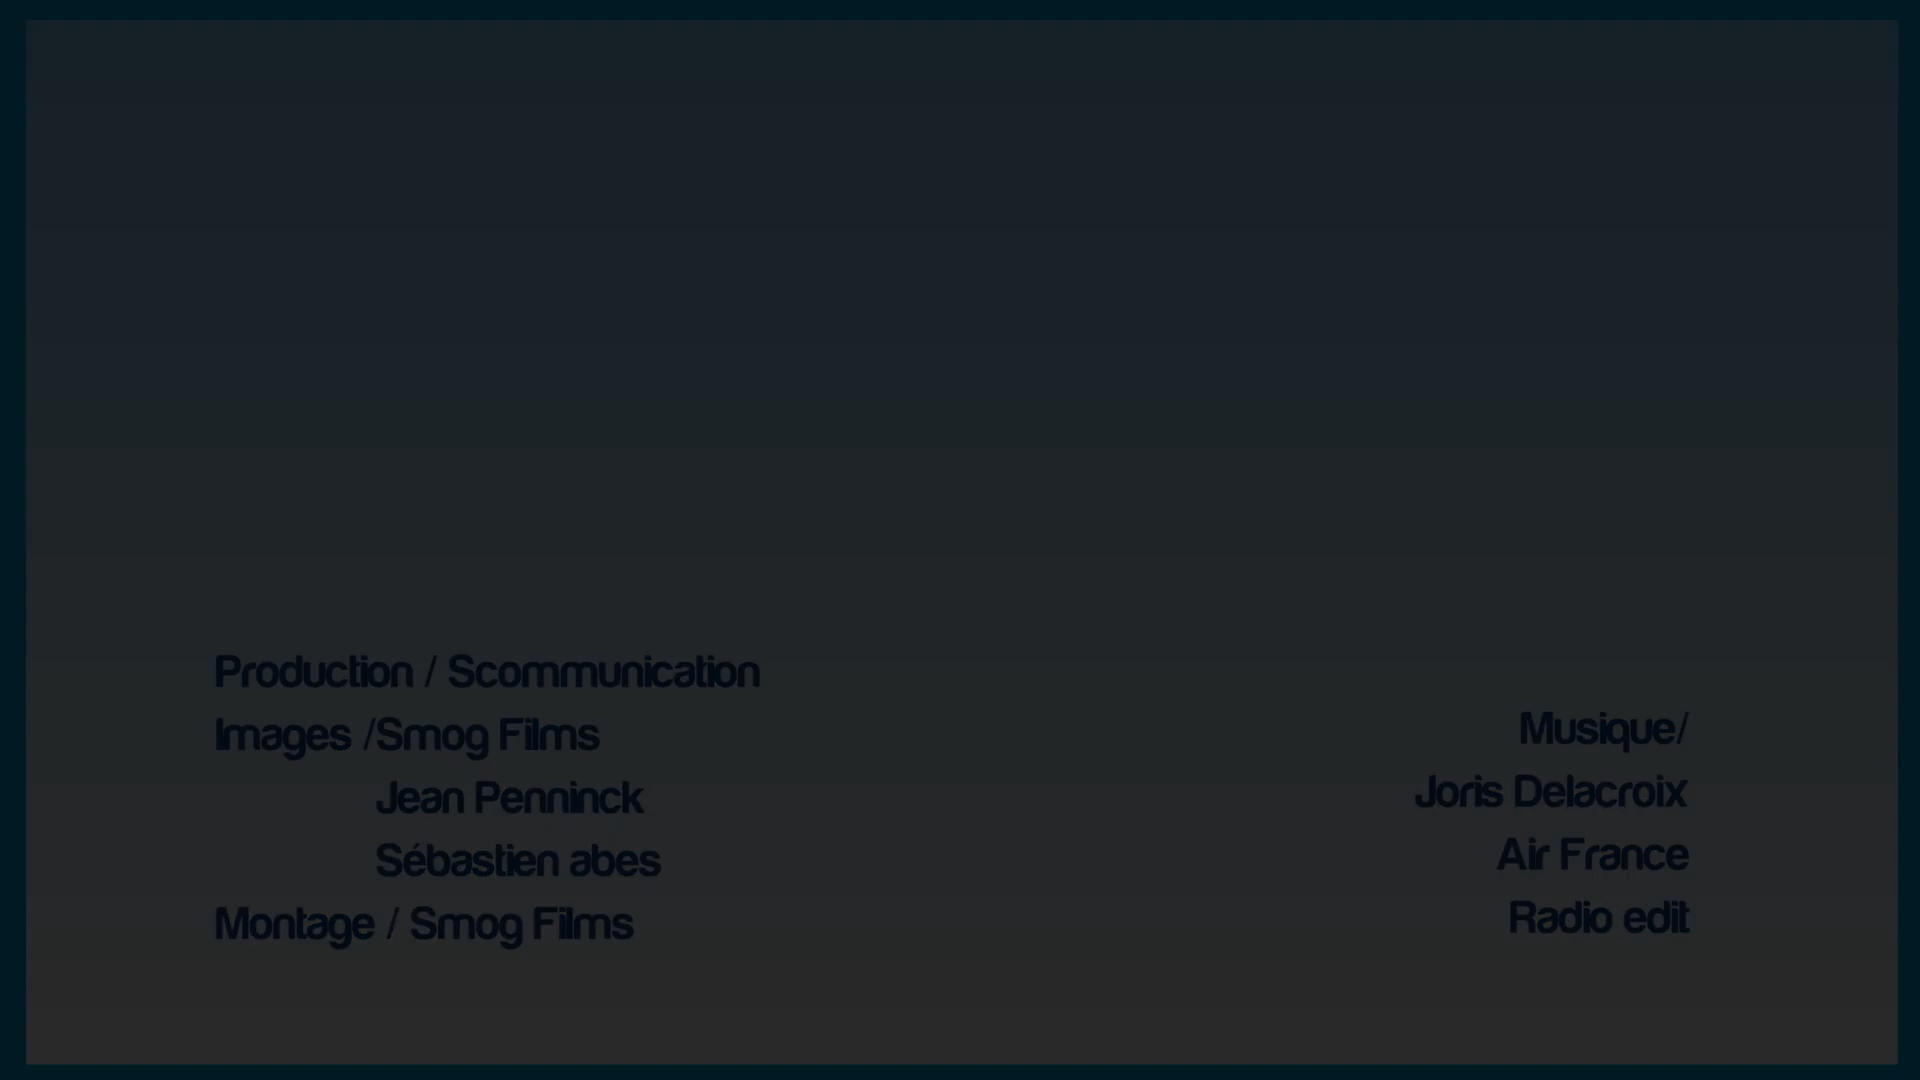 Production / Scommunication
Images /Smog Films
Jean Penninck
Sébastien abes
Montage / Smog Films
Musique/
Joris Delacroix
Air France
Radio edit